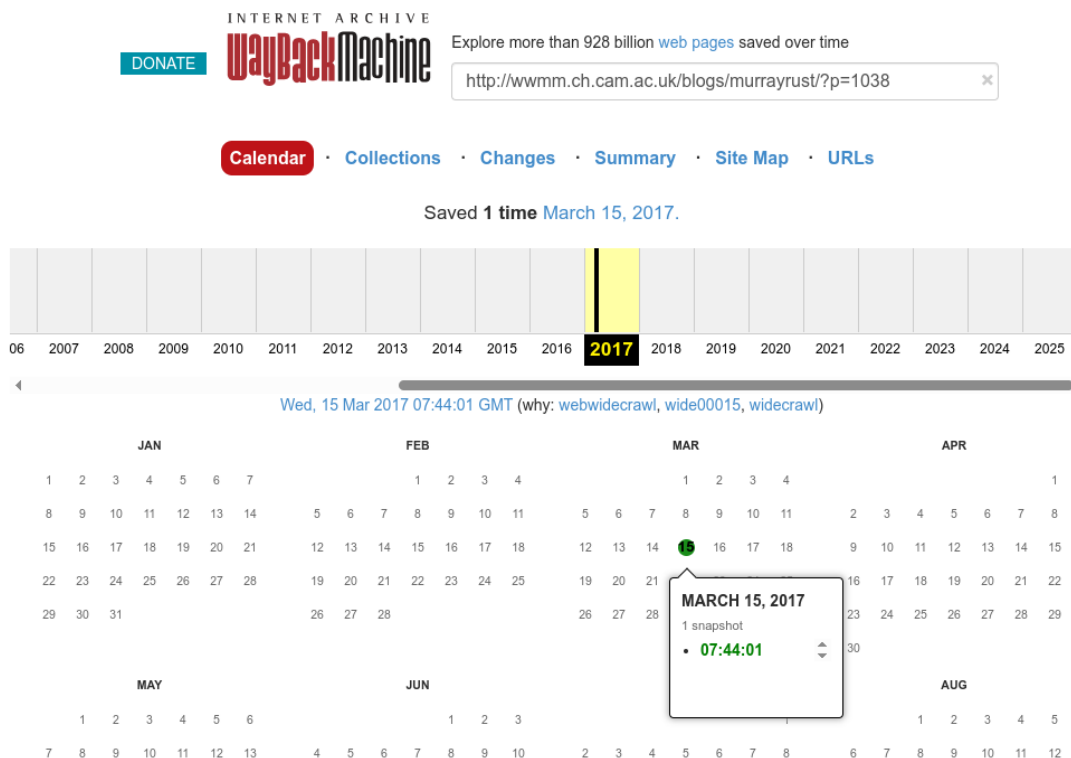 INTERNET ARCHIVE
DONATE
WayBackMachine
Explore more than 928 billion web pages saved over time
http://wwmm.ch.cam.ac.uk/blogs/murrayrust/?p=1038 ×
Calendar · Collections · Changes · Summary · Site Map · URLs
Saved 1 time March 15, 2017.
06 2007 2008 2009 2010 2011 2012 2013 2014 2015 2016 2017 2018 2019 2020 2021 2022 2023 2024 2025
Wed, 15 Mar 2017 07:44:01 GMT (why: webwidecrawl, wide00015, widecrawl)
JAN
1 2 3 4 5 6 7
8 9 10 11 12 13 14
15 16 17 18 19 20 21
22 23 24 25 26 27 28
29 30 31
FEB
1 2 3 4
5 6 7 8 9 10 11
12 13 14 15 16 17 18
19 20 21 22 23 24 25
26 27 28
MAR
1 2 3 4
5 6 7 8 9 10 11
12 13 14 15 16 17 18
19 20 21
26 27 28
MARCH 15, 2017
1 snapshot
• 07:44:01
APR
1
2 3 4 5 6 7 8
9 10 11 12 13 14 15
16 17 18 19 20 21 22
23 24 25 26 27 28 29
30
MAY
1 2 3 4 5 6
7 8 9 10 11 12 13
JUN
1 2 3
4 5 6 7 8 9 10
2 3 4 5 6 7 8
AUG
1 2 3 4 5
6 7 8 9 10 11 12